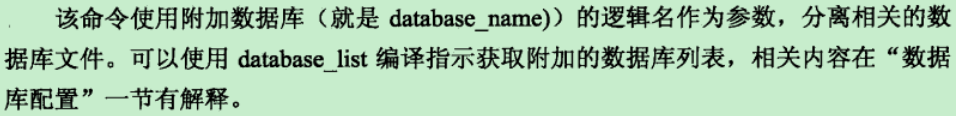 该命令使用附加数据库（就是 database_name)）的逻辑名作为参数，分离相关的数
据库文件。可以使用 database_list 编译指示获取附加的数据库列表，相关内容在“数据
库配置”一节有解释。